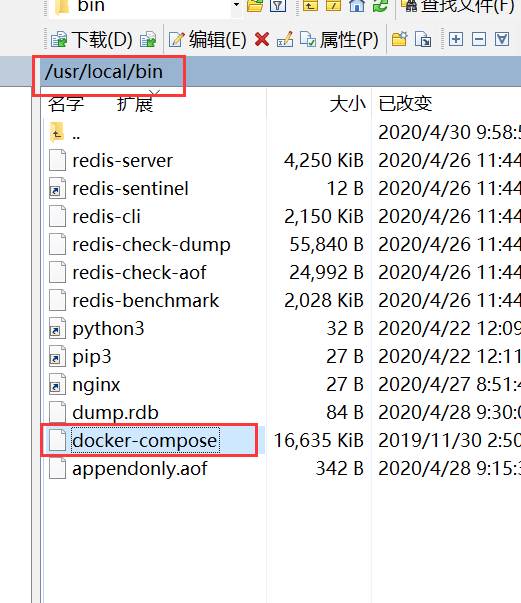 bin 查找文件(F)
下载(D) 编辑(E) 属性(P)
/usr/local/bin
名字 扩展 大小 已改变
.. 2020/4/30 9:58:5
redis-server 4,250 KiB 2020/4/26 11:44
redis-sentinel 12 B 2020/4/26 11:44
redis-cli 2,150 KiB 2020/4/26 11:44
redis-check-dump 55,840 B 2020/4/26 11:44
redis-check-aof 24,992 B 2020/4/26 11:44
redis-benchmark 2,028 KiB 2020/4/26 11:44
python3 32 B 2020/4/22 12:09
pip3 27 B 2020/4/22 12:11
nginx 27 B 2020/4/27 8:51:4
dump.rdb 84 B 2020/4/28 9:30:0
docker-compose 16,635 KiB 2019/11/30 2:50
appendonly.aof 342 B 2020/4/28 9:15:3